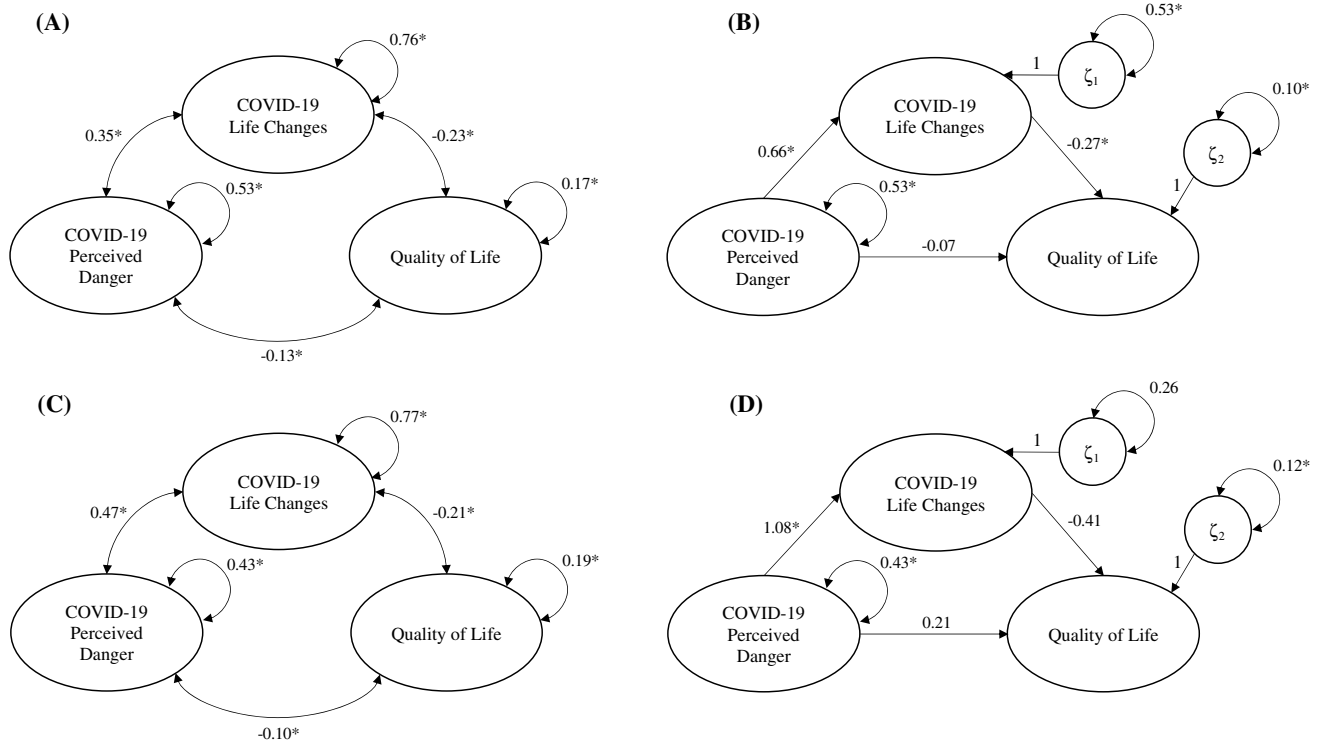 (A)
0.76*
COVID-19
Life Changes
0.35*
-0.23*
0.53*
0.17*
COVID-19
Perceived
Danger
Quality of Life
-0.13*
(B)
0.53*
1
ζ1
COVID-19
Life Changes
0.10*
ζ2
0.66*
-0.27*
1
0.53*
COVID-19
Perceived
Danger
-0.07
Quality of Life
(C)
0.77*
COVID-19
Life Changes
0.47*
-0.21*
0.43*
0.19*
COVID-19
Perceived
Danger
Quality of Life
-0.10*
(D)
0.26
1
ζ1
COVID-19
Life Changes
0.12*
ζ2
1.08*
-0.41
1
0.43*
COVID-19
Perceived
Danger
0.21
Quality of Life